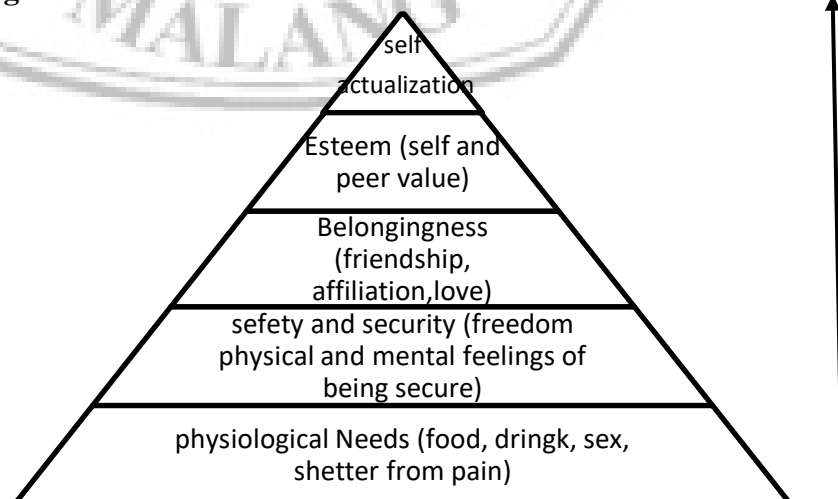 g
MALANG
self
actualization
Esteem (self and
peer value)
Belongingness
(friendship,
affiliation,love)
sefety and security (freedom
physical and mental feelings of
being secure)
physiological Needs (food, dringk, sex,
shetter from pain)